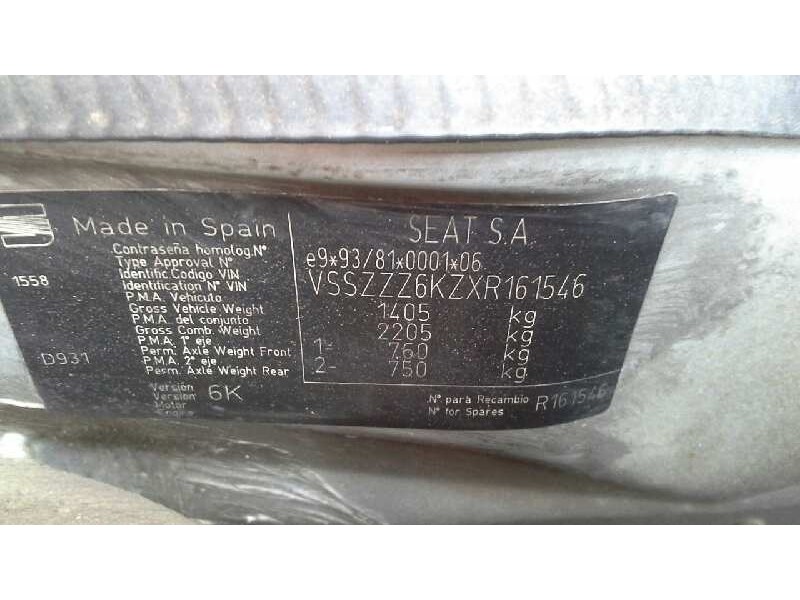 Made in Spain
SEAT S.A.
Contraseña homolog.Nº
Type Approval Nº
e9*93/81*0001*06
1558
Identific.Codigo VIN
Identification Nº VIN
VSSZZZ6KZXR161546
P.M.A. Vehiculo
Gross Vehicle Weight
1405 kg
P.M.A. del conjunto
Gross Comb. Weight
2205 kg
D931
P.M.A. 1º eje
Perm. Axle Weight Front
1- 760 kg
P.M.A. 2º eje
Perm. Axle Weight Rear
2- 750 kg
Versión
Version
6K
Motor
Engine
Nº para Recambio
Nº for Spares
R161546